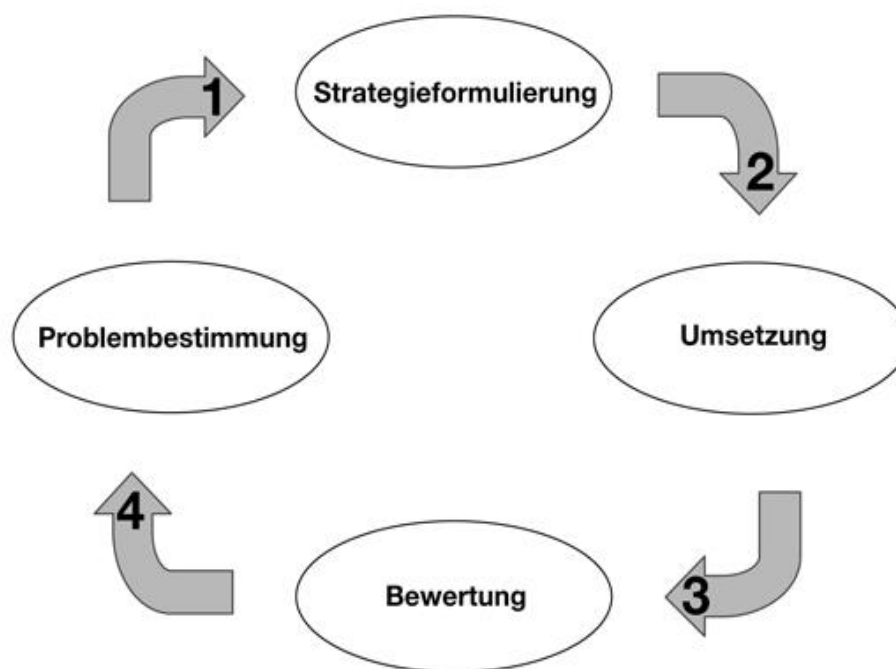 1
Strategieformulierung
2
Problembestimmung
Umsetzung
4
3
Bewertung